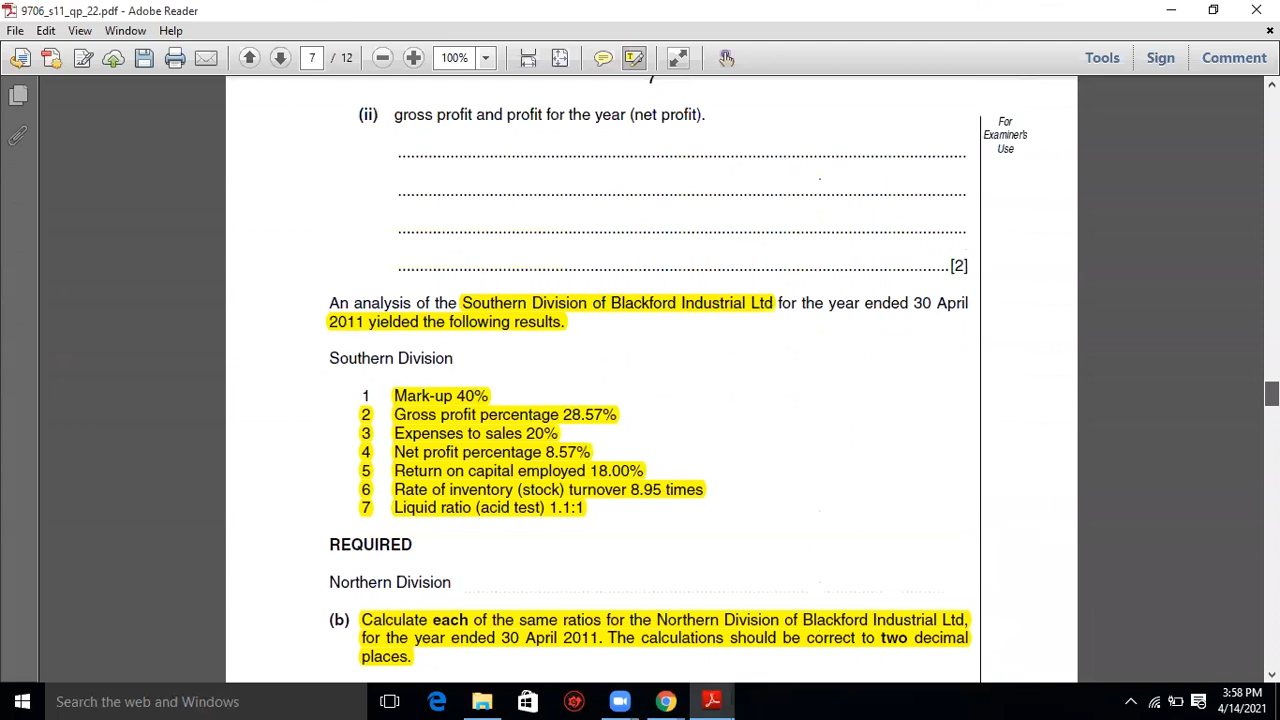 9706_s11_qp_22.pdf - Adobe Reader
File Edit View Window Help
7 / 12 100% Tools Sign Comment
(ii) gross profit and profit for the year (net profit).
For
Examiner's
Use
................................................................................................................................
................................................................................................................................
................................................................................................................................
............................................................................................................................[2]
An analysis of the Southern Division of Blackford Industrial Ltd for the year ended 30 April
2011 yielded the following results.
Southern Division
1 Mark-up 40%
2 Gross profit percentage 28.57%
3 Expenses to sales 20%
4 Net profit percentage 8.57%
5 Return on capital employed 18.00%
6 Rate of inventory (stock) turnover 8.95 times
7 Liquid ratio (acid test) 1.1:1
REQUIRED
Northern Division
(b) Calculate each of the same ratios for the Northern Division of Blackford Industrial Ltd,
for the year ended 30 April 2011. The calculations should be correct to two decimal
places.
Search the web and Windows
3:58 PM
4/14/2021